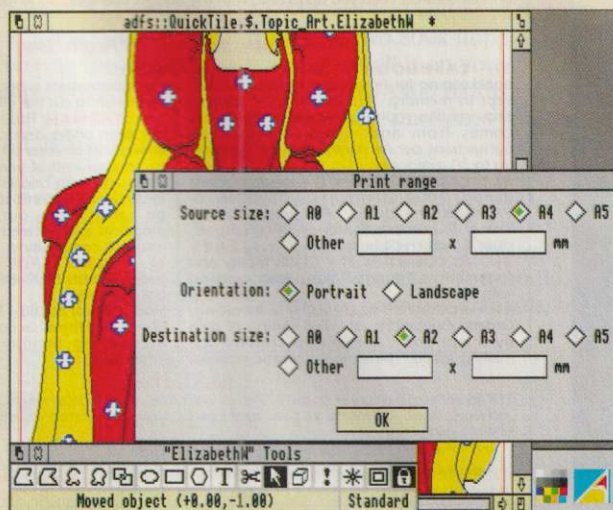 adfs::QuickTile.$.Topic_Art.ElizabethW *
Print range
Source size: A0 A1 A2 A3 A4 A5
Other x mm
Orientation: Portrait Landscape
Destination size: A0 A1 A2 A3 A4 A5
Other x mm
OK
"ElizabethW" Tools
T
Moved object (+0.00,-1.00) Standard